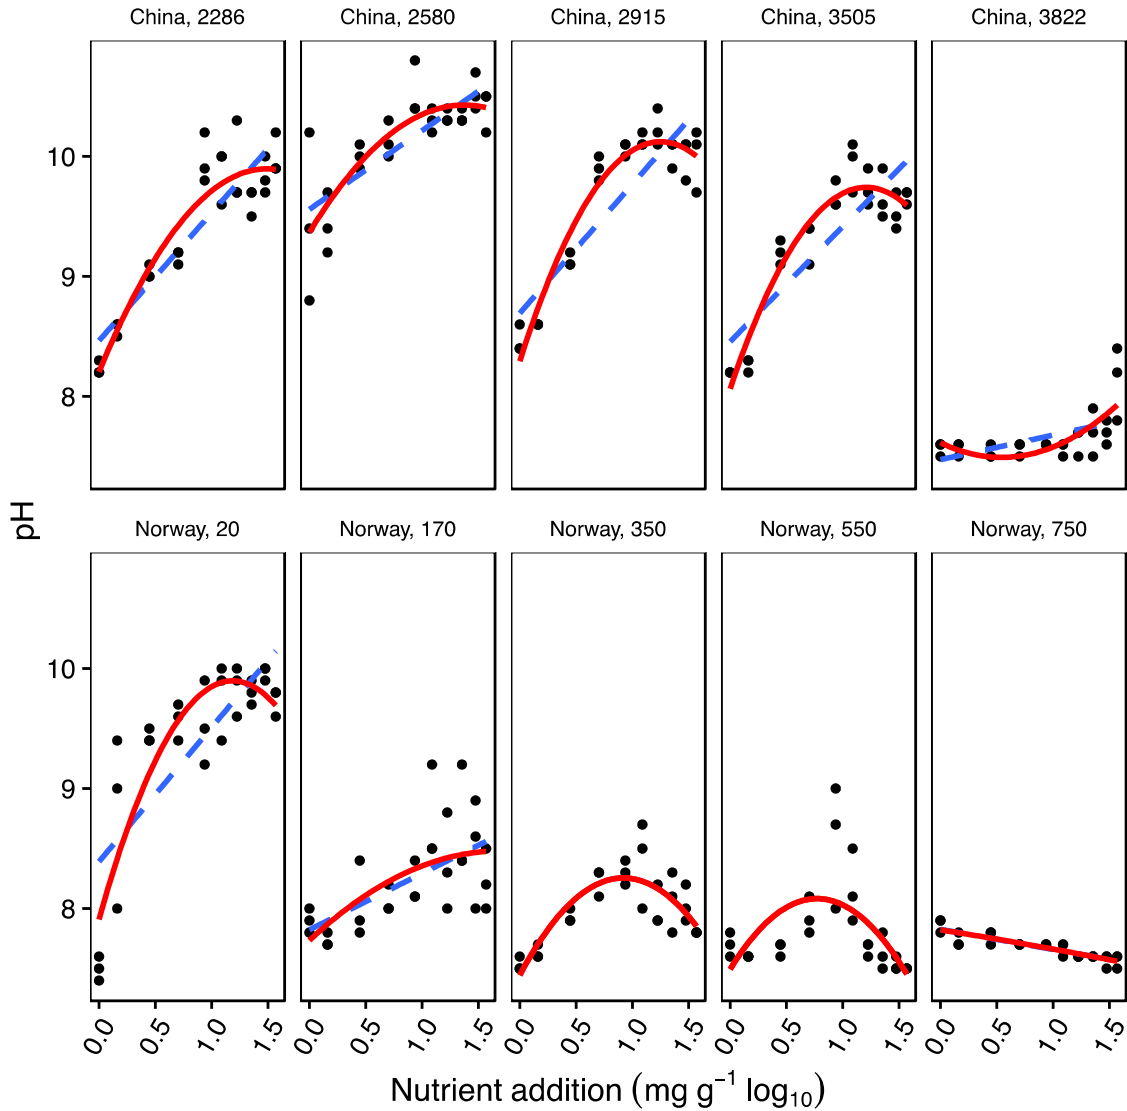 China, 2286 China, 2580 China, 2915 China, 3505 China, 3822
10
9
8
pH
Norway, 20 Norway, 170 Norway, 350 Norway, 550 Norway, 750
10
9
8
0.0 0.5 1.0 1.5 0.0 0.5 1.0 1.5 0.0 0.5 1.0 1.5 0.0 0.5 1.0 1.5 0.0 0.5 1.0 1.5
Nutrient addition (mg g⁻¹ log₁₀)